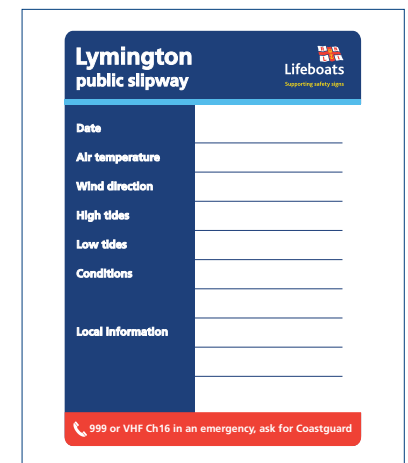 Lymington
public slipway
Lifeboats
Supporting safety signs
Date
Air temperature
Wind direction
High tides
Low tides
Conditions
Local information
999 or VHF Ch16 in an emergency, ask for Coastguard